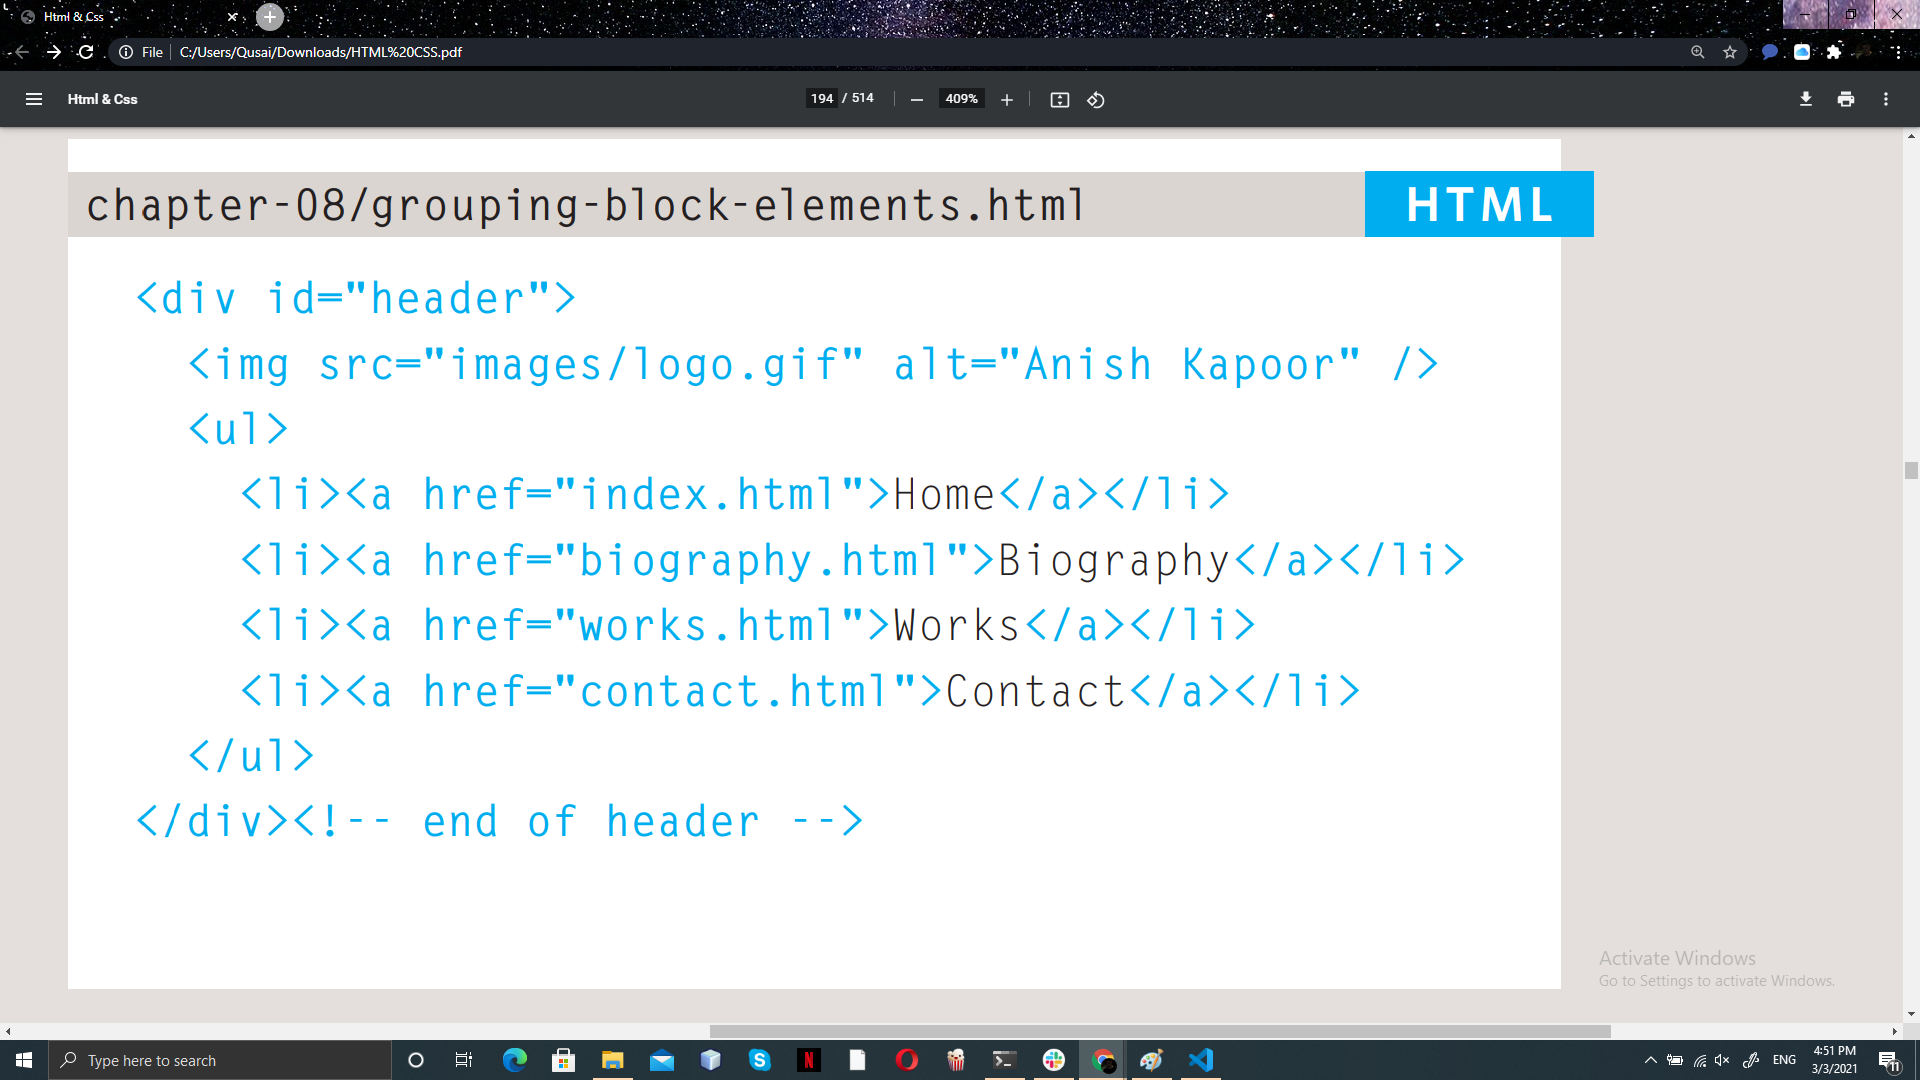 Html & Css
File
C:/Users/Qusai/Downloads/HTML%20CSS.pdf
Html & Css
194 / 514
409%
chapter-08/grouping-block-elements.html
HTML
<div id="header">
<img src="images/logo.gif" alt="Anish Kapoor" />
<ul>
<li><a href="index.html">Home</a></li>
<li><a href="biography.html">Biography</a></li>
<li><a href="works.html">Works</a></li>
<li><a href="contact.html">Contact</a></li>
</ul>
</div><!-- end of header -->
Activate Windows
Go to Settings to activate Windows.
Type here to search
ENG
4:51 PM
3/3/2021
11